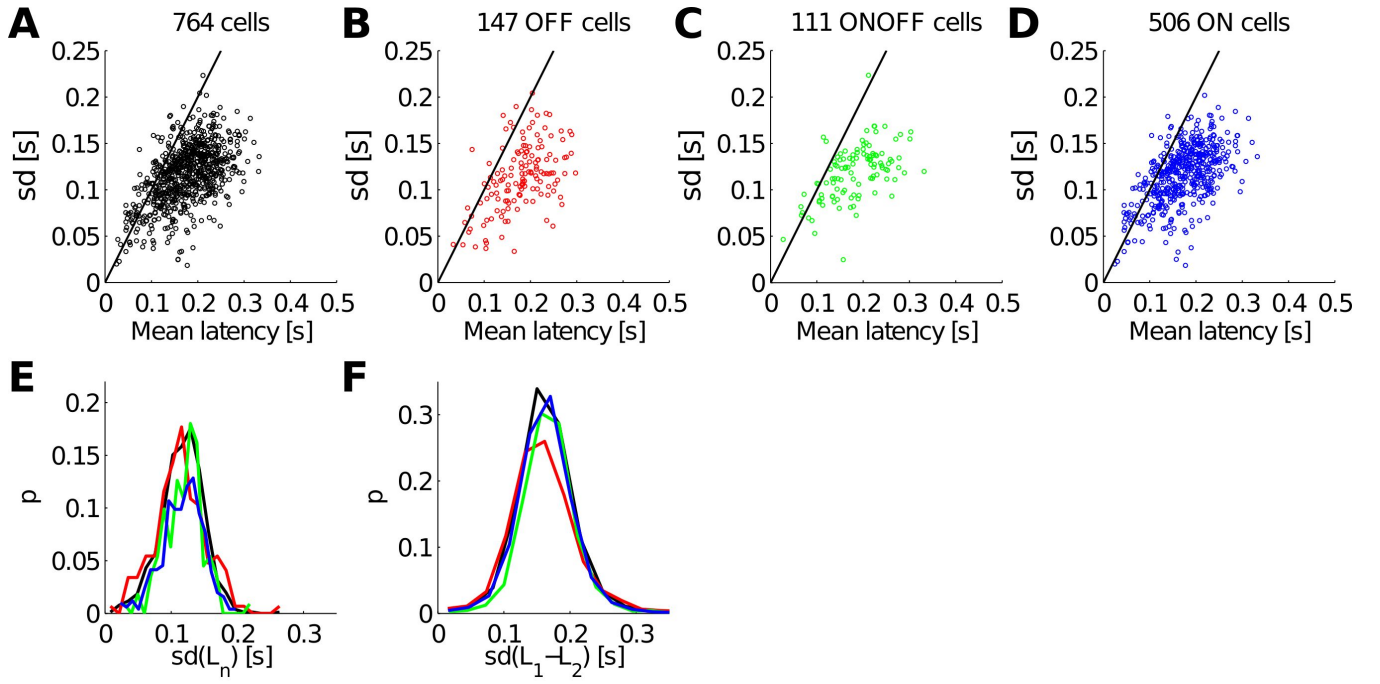 A 764 cells
B 147 OFF cells
C 111 ONOFF cells
D 506 ON cells
0.25
0.2
0.15
0.1
0.05
0
sd [s]
0 0.1 0.2 0.3 0.4 0.5
Mean latency [s]
0.25
0.2
0.15
0.1
0.05
0
sd [s]
0 0.1 0.2 0.3 0.4 0.5
Mean latency [s]
0.25
0.2
0.15
0.1
0.05
0
sd [s]
0 0.1 0.2 0.3 0.4 0.5
Mean latency [s]
0.25
0.2
0.15
0.1
0.05
0
sd [s]
0 0.1 0.2 0.3 0.4 0.5
Mean latency [s]
E
0.2
0.15
0.1
0.05
0
p
0 0.1 0.2 0.3
sd(Ln) [s]
F
0.3
0.2
0.1
0
p
0 0.1 0.2 0.3
sd(L1−L2) [s]